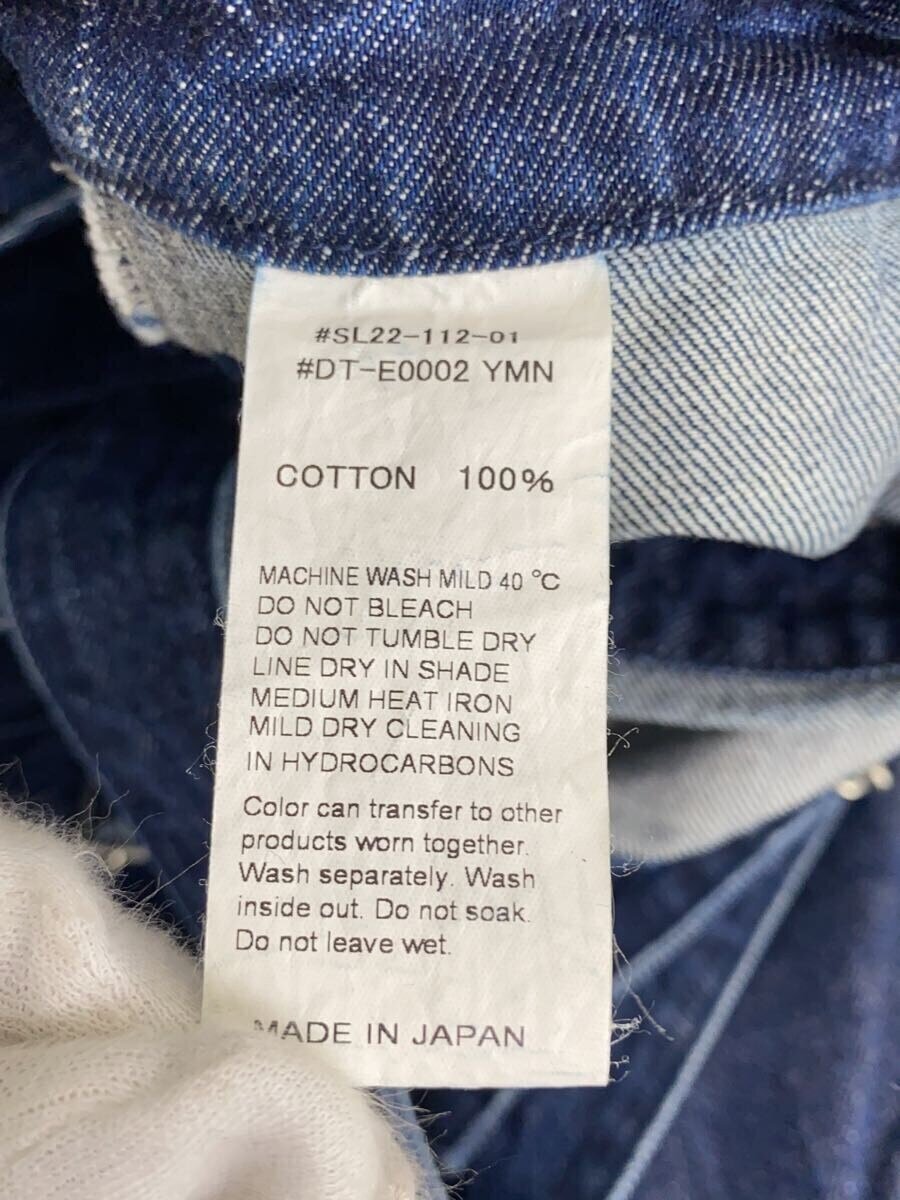 #SL22-112-01
#DT-E0002 YMN
COTTON 100%
MACHINE WASH MILD 40 °C
DO NOT BLEACH
DO NOT TUMBLE DRY
LINE DRY IN SHADE
MEDIUM HEAT IRON
MILD DRY CLEANING
IN HYDROCARBONS
Color can transfer to other
products worn together.
Wash separately. Wash
inside out. Do not soak.
Do not leave wet.
MADE IN JAPAN